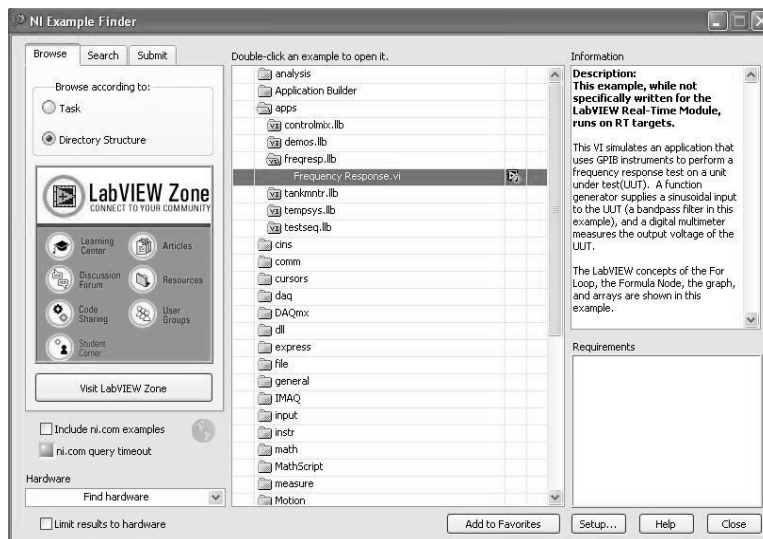 NI Example Finder
Browse
Search
Submit
Browse according to:
Task
Directory Structure
LabVIEW Zone
CONNECT TO YOUR COMMUNITY
Learning Center
Articles
Discussion Forum
Resources
Code Sharing
User Groups
Student Corner
Visit LabVIEW Zone
Include ni.com examples
ni.com query timeout
Hardware
Find hardware
Limit results to hardware
Double-click an example to open it.
analysis
Application Builder
apps
controlmix.llb
demos.llb
freqresp.llb
Frequency Response.vi
tankmntr.llb
tempsys.llb
testseq.llb
cins
comm
cursors
daq
DAQmx
dll
express
file
general
IMAQ
input
instr
math
MathScript
measure
Motion
Information
Description:
This example, while not
specifically written for the
LabVIEW Real-Time Module,
runs on RT targets.
This VI simulates an application that
uses GPIB instruments to perform a
frequency response test on a unit
under test(UUT). A function
generator supplies a sinusoidal input
to the UUT (a bandpass filter in this
example), and a digital multimeter
measures the output voltage of the
UUT.
The LabVIEW concepts of the For
Loop, the Formula Node, the graph,
and arrays are shown in this
example.
Requirements
Add to Favorites
Setup...
Help
Close